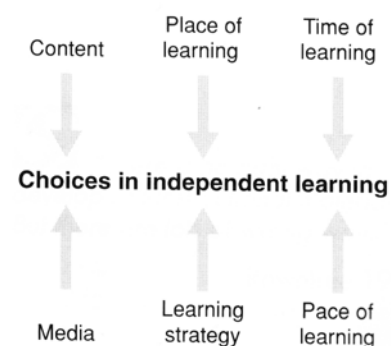 Content
Place of
learning
Time of
learning
Choices in independent learning
Media
Learning
strategy
Pace of
learning